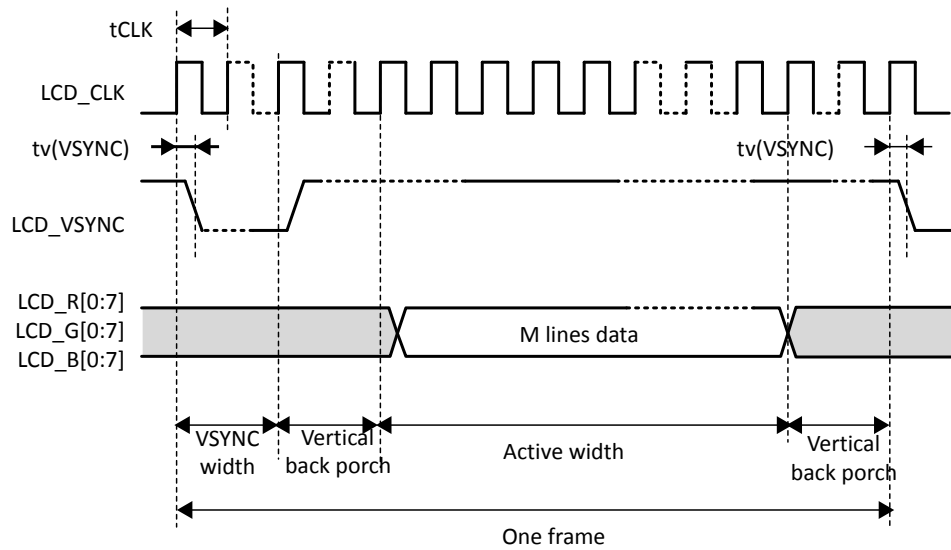 tCLK
LCD_CLK
tv(VSYNC)
tv(VSYNC)
LCD_VSYNC
LCD_R[0:7]
LCD_G[0:7]
LCD_B[0:7]
M lines data
VSYNC
width
Vertical
back porch
Active width
Vertical
back porch
One frame